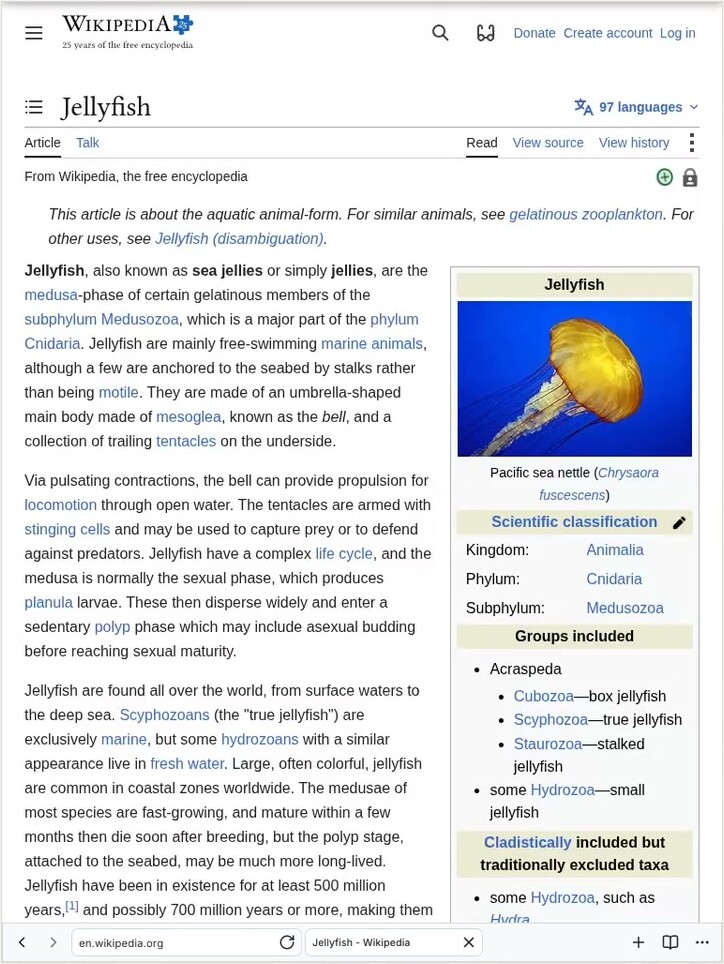 WIKIPEDIA 25
25 years of the free encyclopedia
Donate Create account Log in
Jellyfish
97 languages
Article Talk Read View source View history
From Wikipedia, the free encyclopedia
This article is about the aquatic animal-form. For similar animals, see gelatinous zooplankton. For
other uses, see Jellyfish (disambiguation).
Jellyfish, also known as sea jellies or simply jellies, are the
medusa-phase of certain gelatinous members of the
subphylum Medusozoa, which is a major part of the phylum
Cnidaria. Jellyfish are mainly free-swimming marine animals,
although a few are anchored to the seabed by stalks rather
than being motile. They are made of an umbrella-shaped
main body made of mesoglea, known as the bell, and a
collection of trailing tentacles on the underside.
Via pulsating contractions, the bell can provide propulsion for
locomotion through open water. The tentacles are armed with
stinging cells and may be used to capture prey or to defend
against predators. Jellyfish have a complex life cycle, and the
medusa is normally the sexual phase, which produces
planula larvae. These then disperse widely and enter a
sedentary polyp phase which may include asexual budding
before reaching sexual maturity.
Jellyfish are found all over the world, from surface waters to
the deep sea. Scyphozoans (the "true jellyfish") are
exclusively marine, but some hydrozoans with a similar
appearance live in fresh water. Large, often colorful, jellyfish
are common in coastal zones worldwide. The medusae of
most species are fast-growing, and mature within a few
months then die soon after breeding, but the polyp stage,
attached to the seabed, may be much more long-lived.
Jellyfish have been in existence for at least 500 million
years,[1] and possibly 700 million years or more, making them
Jellyfish
Pacific sea nettle (Chrysaora
fuscescens)
Scientific classification
Kingdom: Animalia
Phylum: Cnidaria
Subphylum: Medusozoa
Groups included
• Acraspeda
• Cubozoa—box jellyfish
• Scyphozoa—true jellyfish
• Staurozoa—stalked
jellyfish
• some Hydrozoa—small
jellyfish
Cladistically included but
traditionally excluded taxa
• some Hydrozoa, such as
Hydra
en.wikipedia.org
Jellyfish - Wikipedia